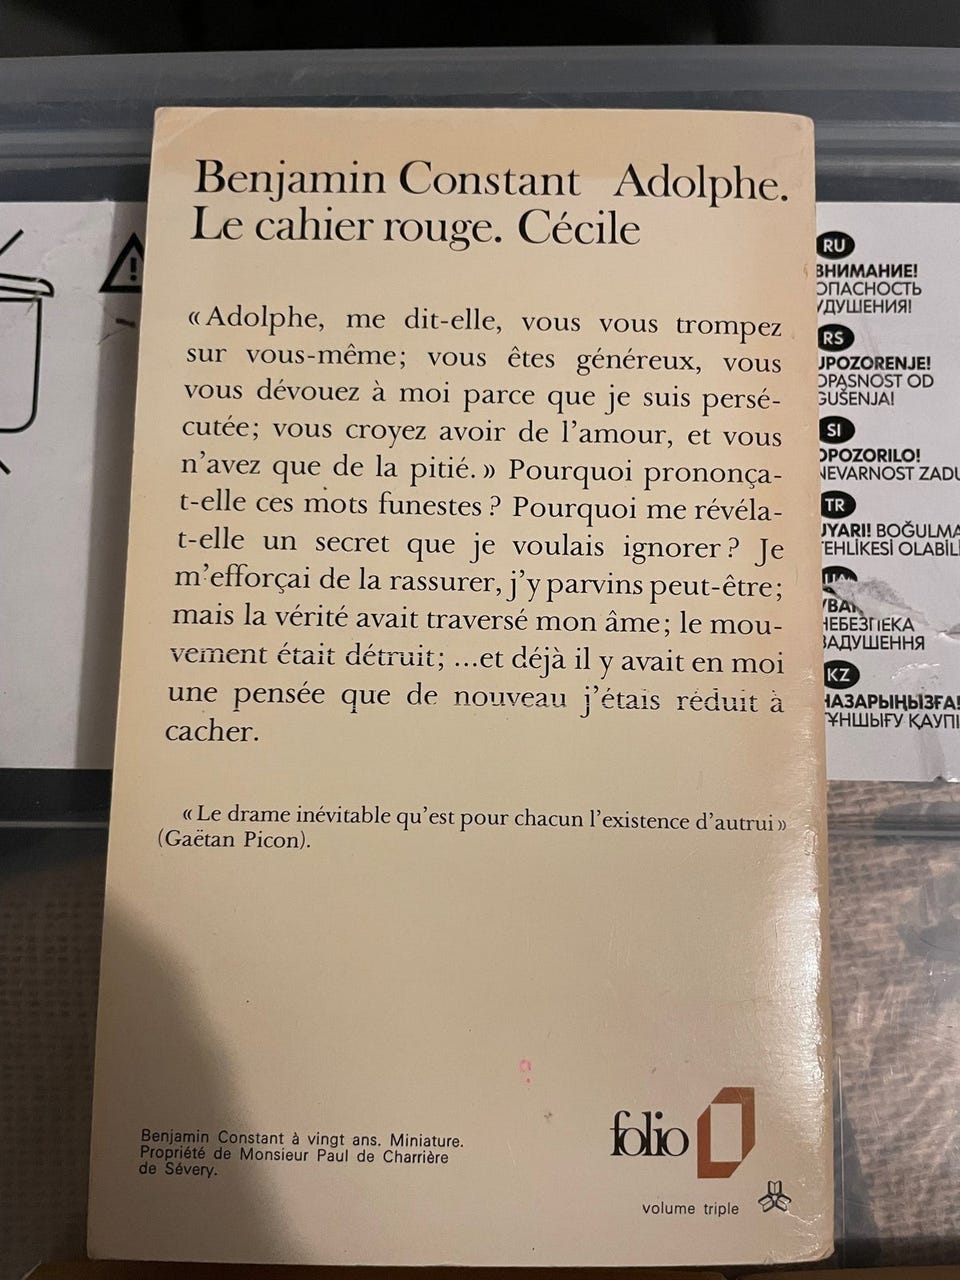 Benjamin Constant Adolphe.
Le cahier rouge. Cécile
« Adolphe, me dit-elle, vous vous trompez
sur vous-même; vous êtes généreux, vous
vous dévouez à moi parce que je suis persé-
cutée; vous croyez avoir de l'amour, et vous
n'avez que de la pitié. » Pourquoi prononça-
t-elle ces mots funestes ? Pourquoi me révéla-
t-elle un secret que je voulais ignorer ? Je
m'efforçai de la rassurer, j'y parvins peut-être;
mais la vérité avait traversé mon âme; le mou-
vement était détruit; ...et déjà il y avait en moi
une pensée que de nouveau j'étais réduit à
cacher.
« Le drame inévitable qu'est pour chacun l'existence d'autrui »
(Gaëtan Picon).
Benjamin Constant à vingt ans. Miniature.
Propriété de Monsieur Paul de Charrière
de Sévery.
folio
volume triple
RU
ВНИМАНИЕ!
ОПАСНОСТЬ
УДУШЕНИЯ!
RS
UPOZORENJE!
OPASNOST OD
GUŠENJA!
SI
OPOZORILO!
NEVARNOST ZADU
TR
UYARI! BOĞULMA
TEHLİKESİ OLABİL
UA
НЕБЕЗПЕКА
ЗАДУШЕННЯ
KZ
НАЗАРЫҢЫЗҒА!
ТҰНШЫҒУ ҚАУПІ